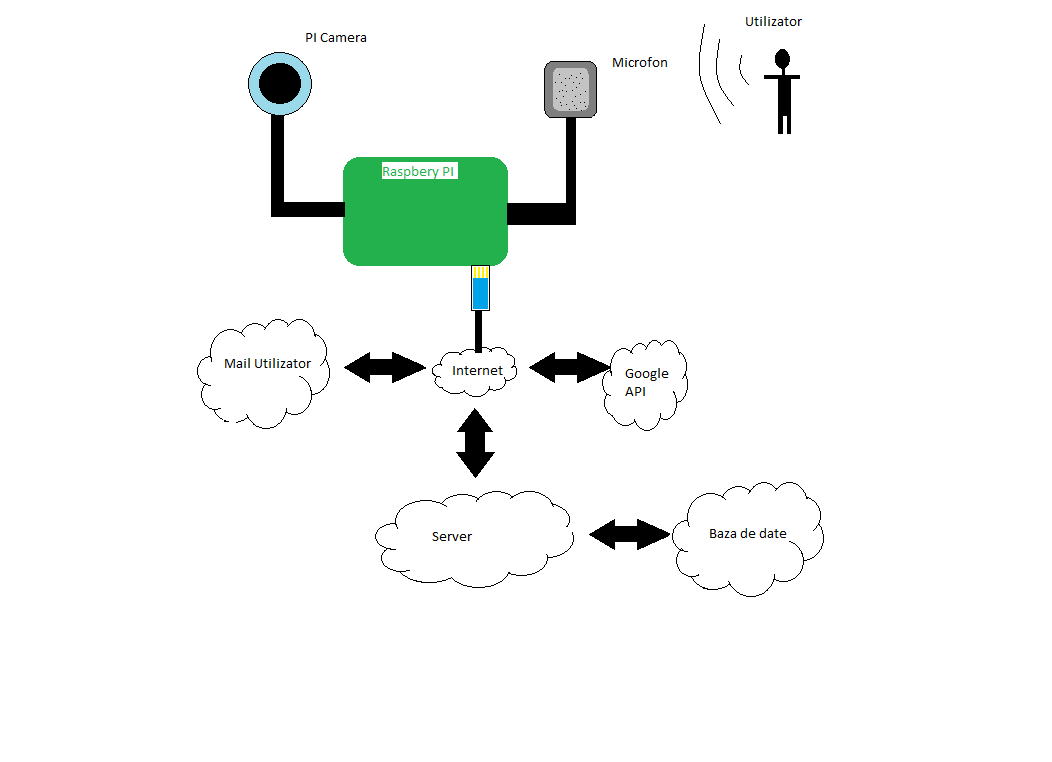 Utilizator
PI Camera
Microfon
Raspbery PI
Mail Utilizator
Internet
Google
API
Server
Baza de date